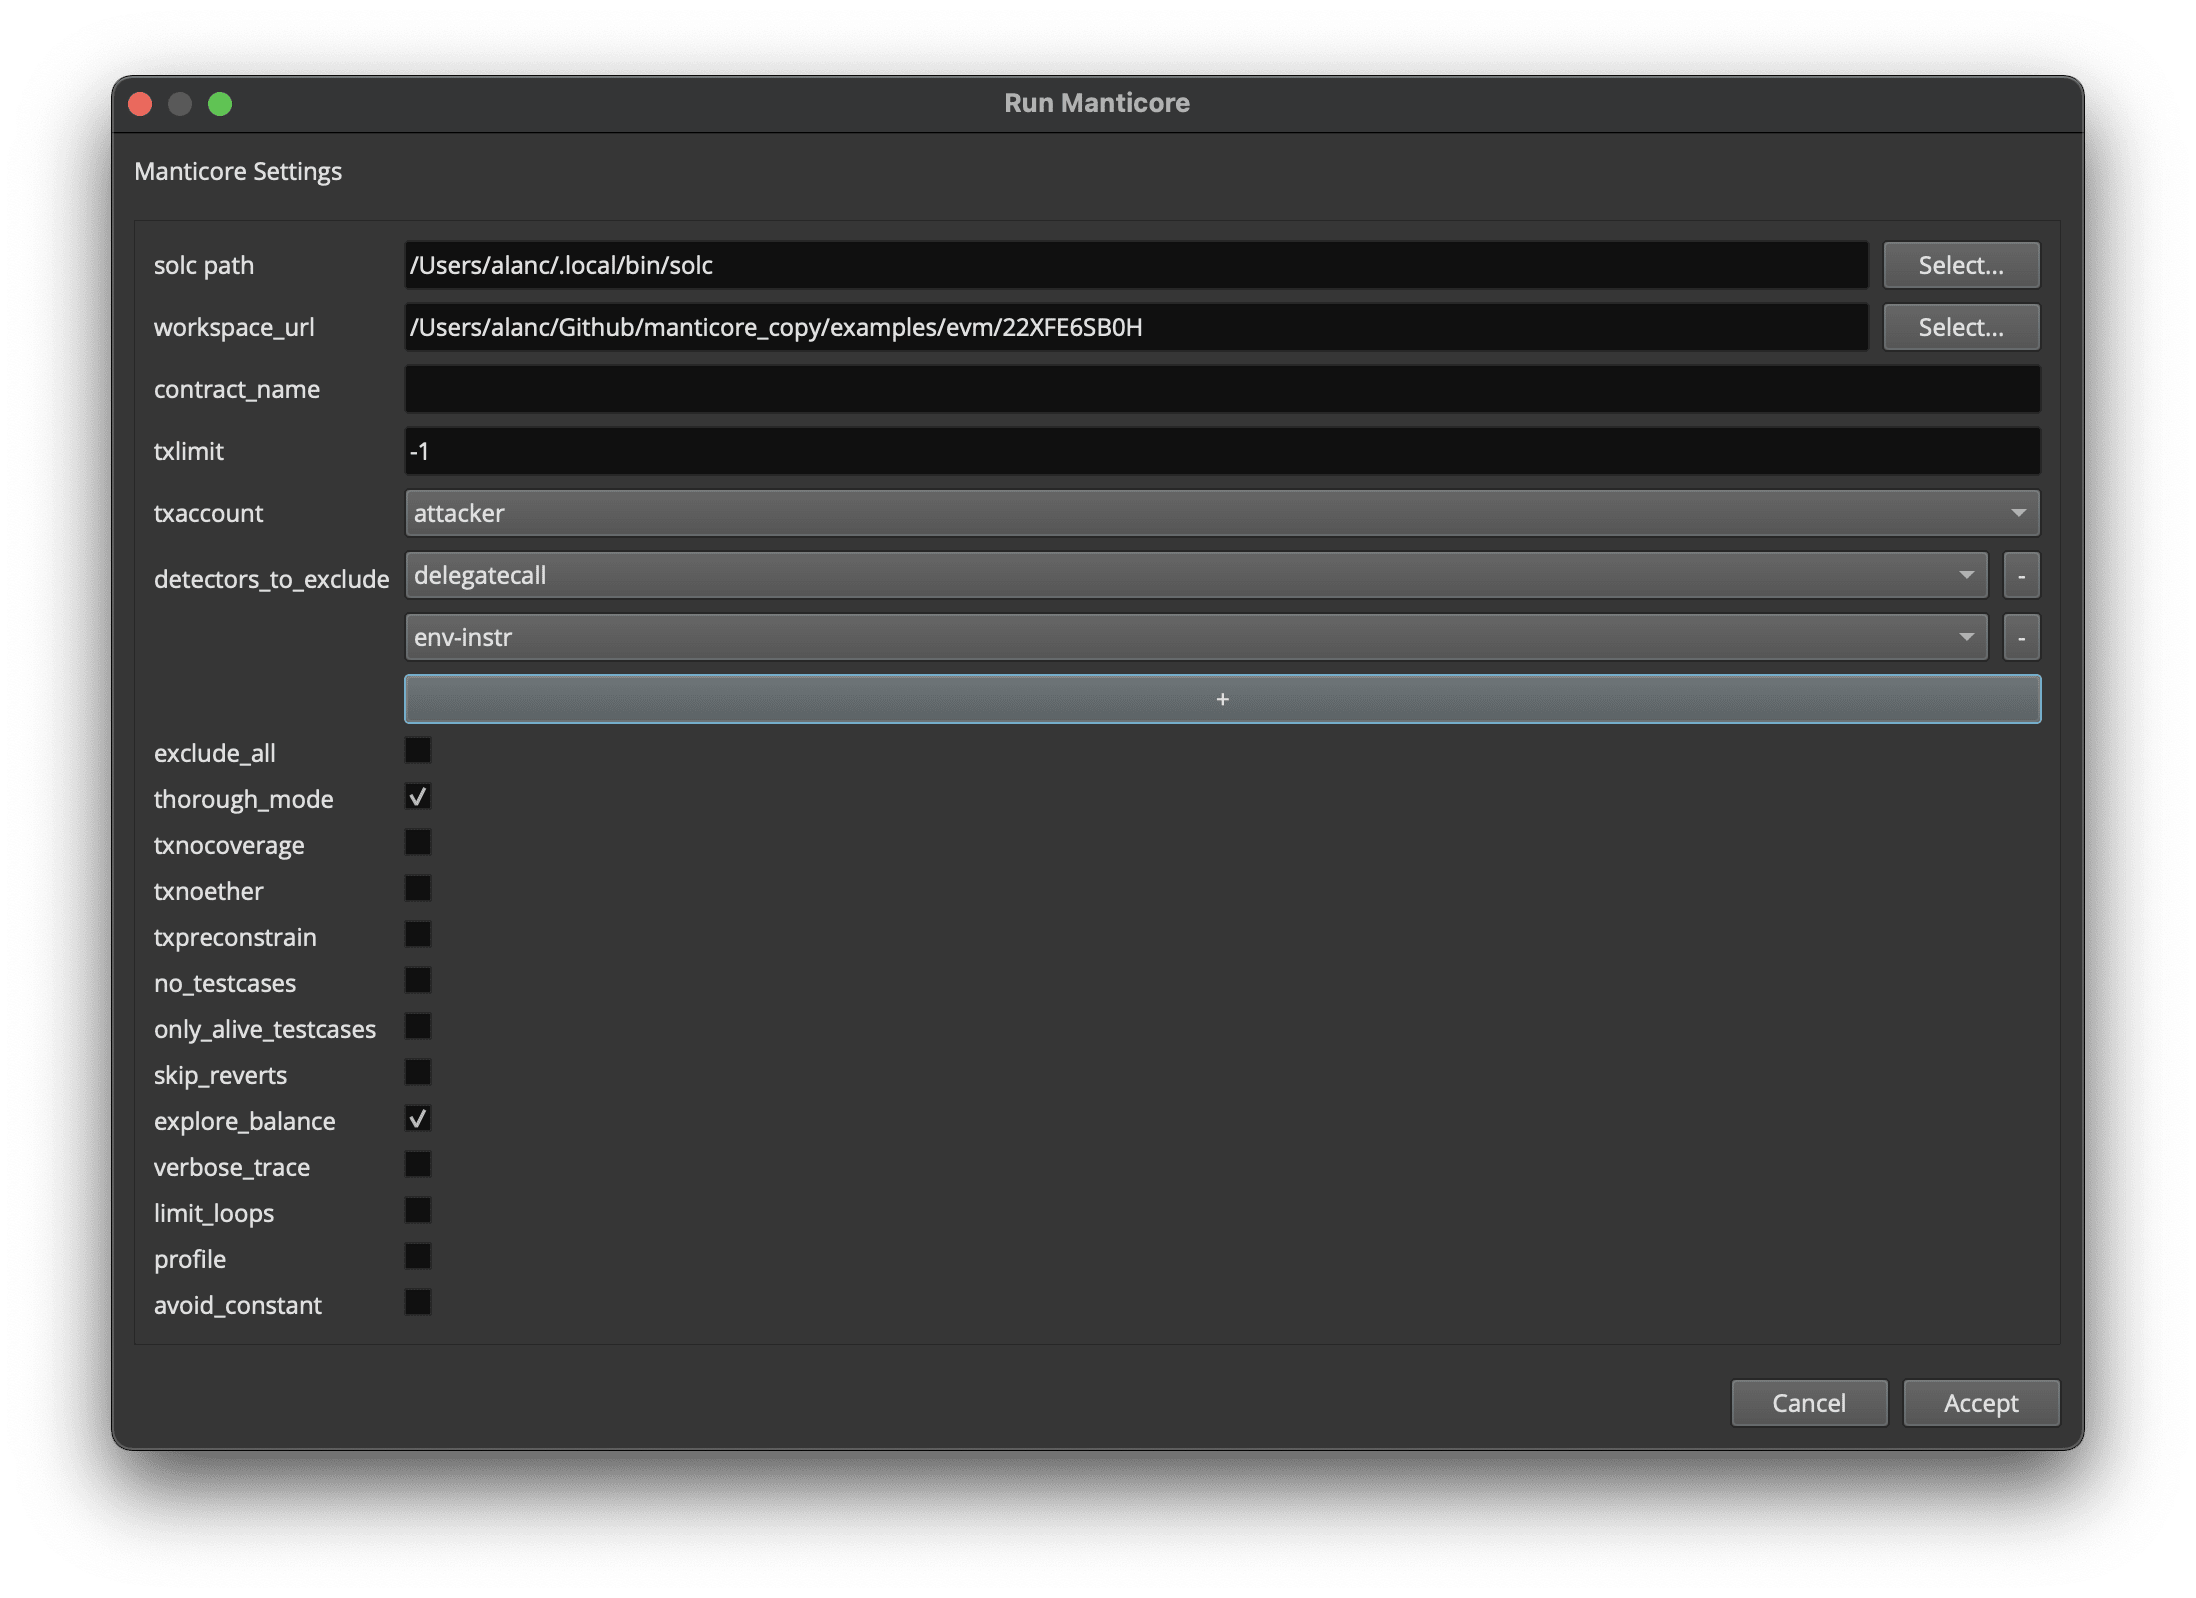 Run Manticore
Manticore Settings
solc path /Users/alanc/.local/bin/solc Select...
workspace_url /Users/alanc/Github/manticore_copy/examples/evm/22XFE6SB0H Select...
contract_name
txlimit -1
txaccount attacker
detectors_to_exclude delegatecall -
env-instr -
+
exclude_all
thorough_mode
txnocoverage
txnoether
txpreconstrain
no_testcases
only_alive_testcases
skip_reverts
explore_balance
verbose_trace
limit_loops
profile
avoid_constant
Cancel Accept